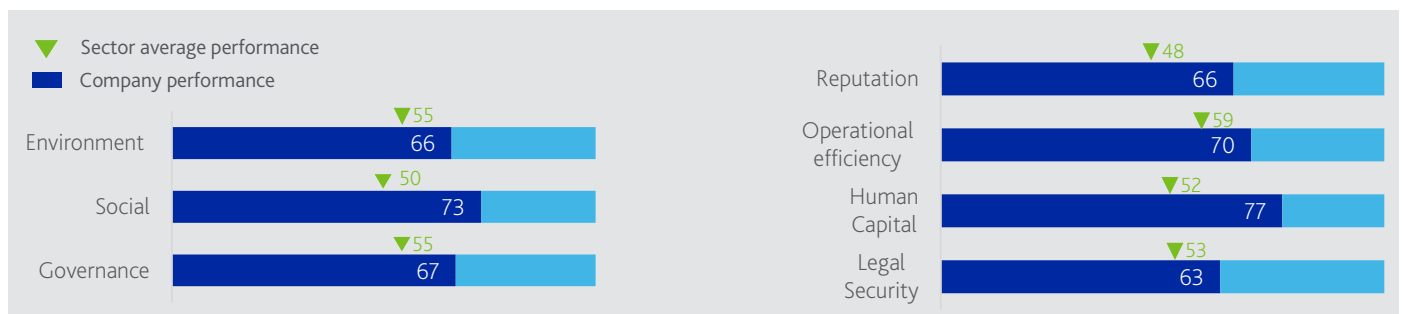 Sector average performance
Company performance
55
Environment 66
50
Social 73
55
Governance 67
48
Reputation 66
59
Operational
efficiency
70
52
Human
Capital
77
53
Legal
Security
63